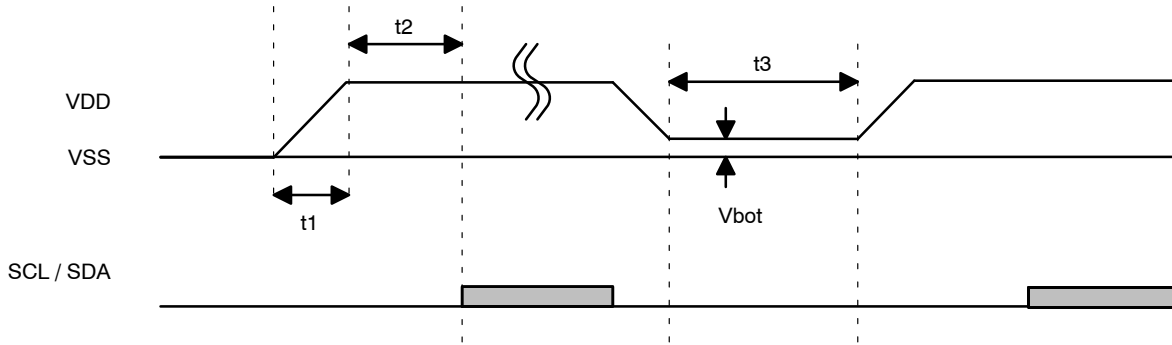 t2
t3
VDD
VSS
t1
Vbot
SCL / SDA